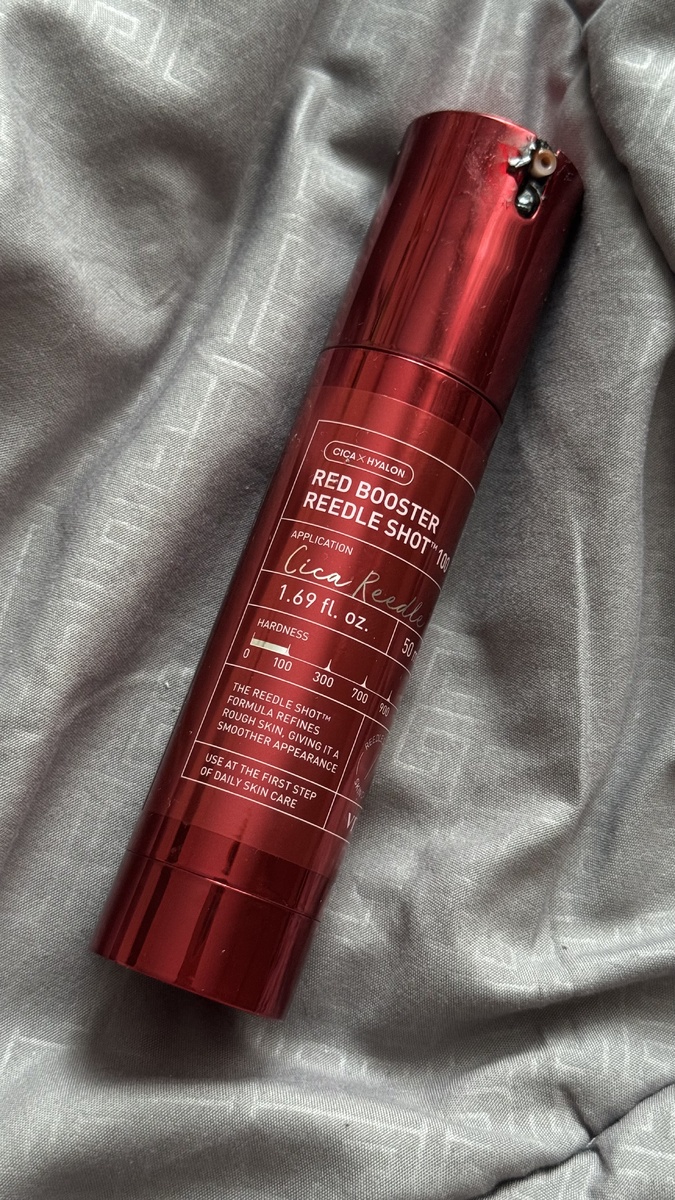 CICA × HYALON
RED BOOSTER
REEDLE SHOT™ 100
APPLICATION
Cica Reedle
1.69 fl. oz.
50
HARDNESS
0 100 300 700 900
THE REEDLE SHOT™
FORMULA REFINES
ROUGH SKIN, GIVING IT A
SMOOTHER APPEARANCE
USE AT THE FIRST STEP
OF DAILY SKIN CARE